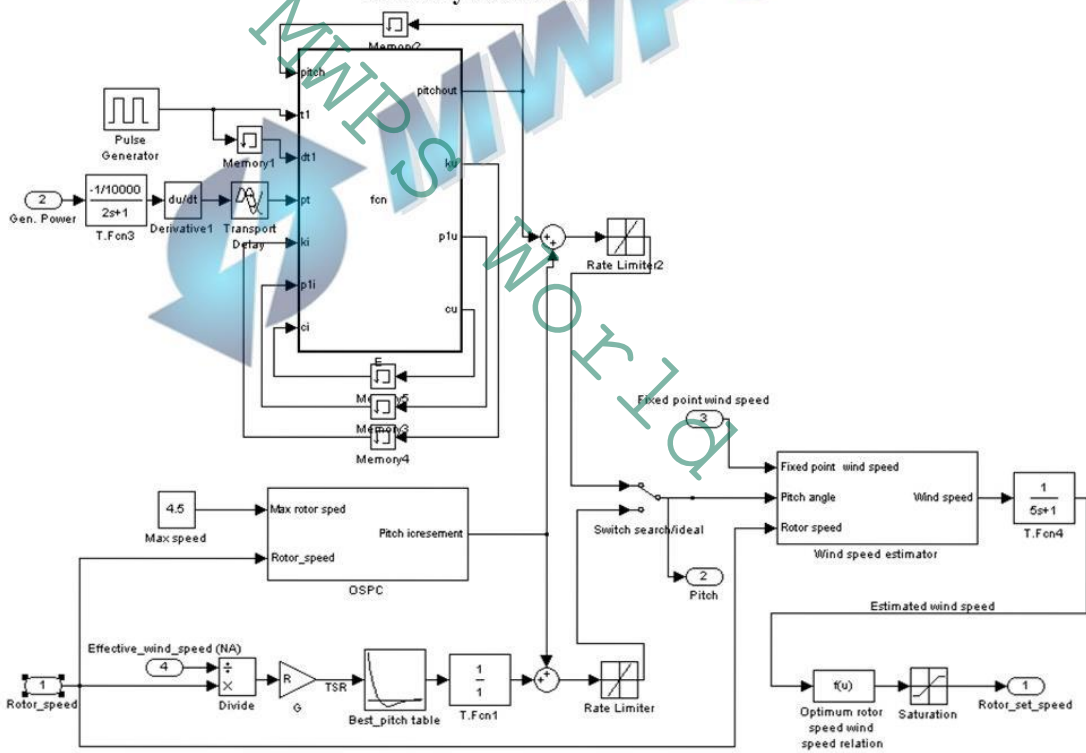 Memory2
pitch
pitchout
t1
Pulse
Generator
Memory1
dt1
ku
2
Gen. Power
-1/10000
2s+1
T.Fcn3
du/dt
Derivative1
Transport
Delay
pt
fcn
ki
p1u
Rate Limiter2
p1i
cu
ci
E
Memory5
Memory3
Memory4
MWPS World
MWP
Fixed point wind speed
3
4.5
Max speed
Max rotor sped
Pitch icresement
Rotor_speed
OSPC
Switch search/ideal
2
Pitch
Fixed point wind speed
Pitch angle
Wind speed
Rotor speed
Wind speed estimator
1
5s+1
T.Fcn4
Estimated wind speed
Effective_wind_speed (NA)
4
1
Rotor_speed
÷
×
Divide
R
G
TSR
Best_pitch table
1
1
T.Fcn1
Rate Limiter
f(u)
Optimum rotor
speed wind
speed relation
Saturation
1
Rotor_set_speed